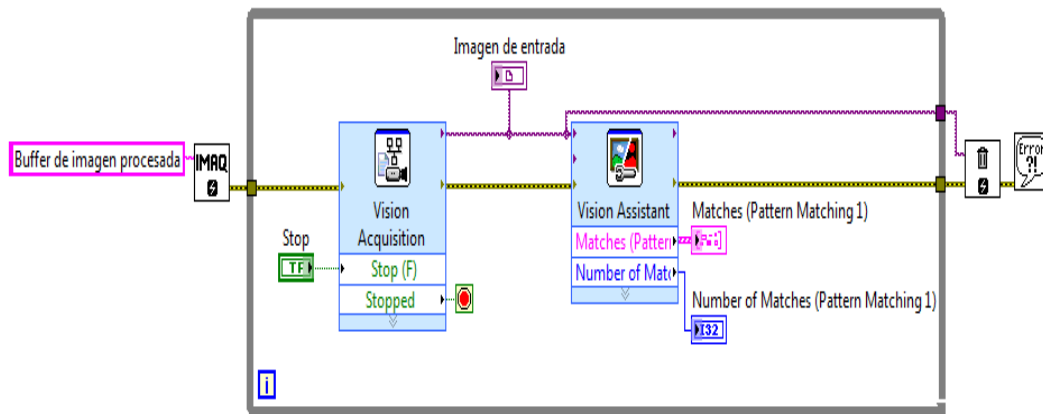 Imagen de entrada
Buffer de imagen procesada
IMAQ
Error
?!
Vision
Acquisition
Vision Assistant
Matches (Pattern Matching 1)
Stop
TF
Stop (F)
Stopped
Matches (Pattern
Number of Matc
Number of Matches (Pattern Matching 1)
I32
i